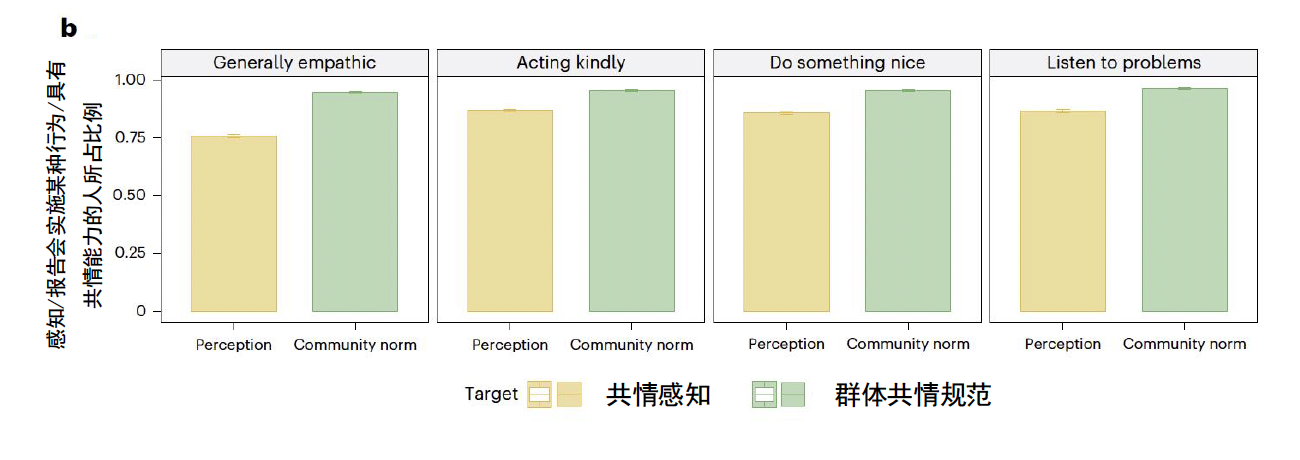 b
感知/报告会实施某种行为/具有
共情能力的人所占比例
Generally empathic
Acting kindly
Do something nice
Listen to problems
1.00
0.75
0.50
0.25
0
Perception
Community norm
Perception
Community norm
Perception
Community norm
Perception
Community norm
Target
共情感知
群体共情规范